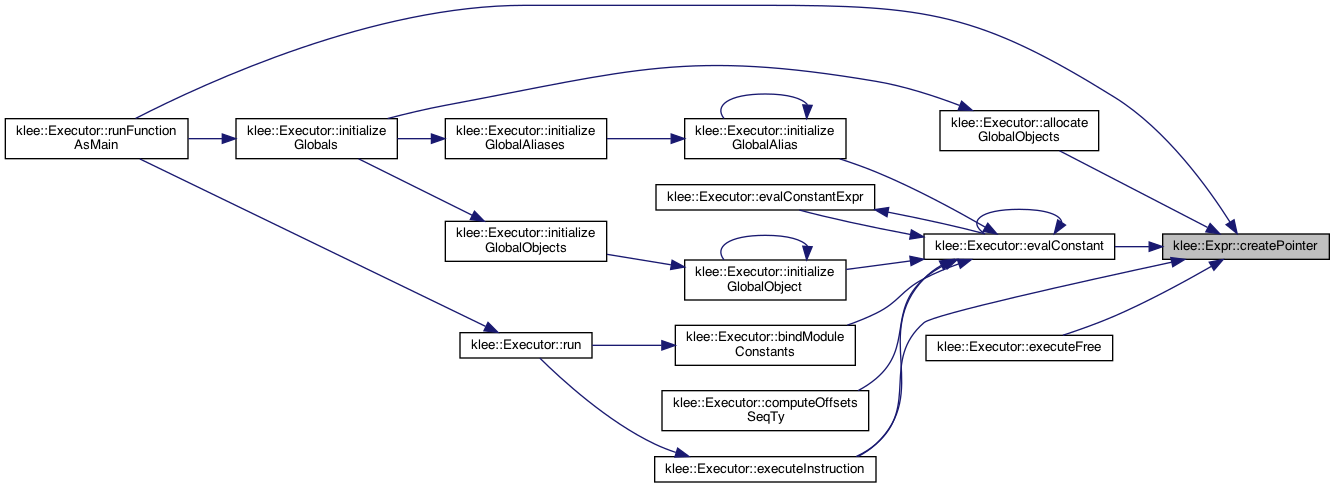 klee::Executor::runFunction
AsMain
klee::Executor::initialize
Globals
klee::Executor::initialize
GlobalAliases
klee::Executor::initialize
GlobalAlias
klee::Executor::allocate
GlobalObjects
klee::Executor::evalConstantExpr
klee::Executor::initialize
GlobalObjects
klee::Executor::evalConstant
klee::Expr::createPointer
klee::Executor::initialize
GlobalObject
klee::Executor::run
klee::Executor::bindModule
Constants
klee::Executor::executeFree
klee::Executor::computeOffsets
SeqTy
klee::Executor::executeInstruction